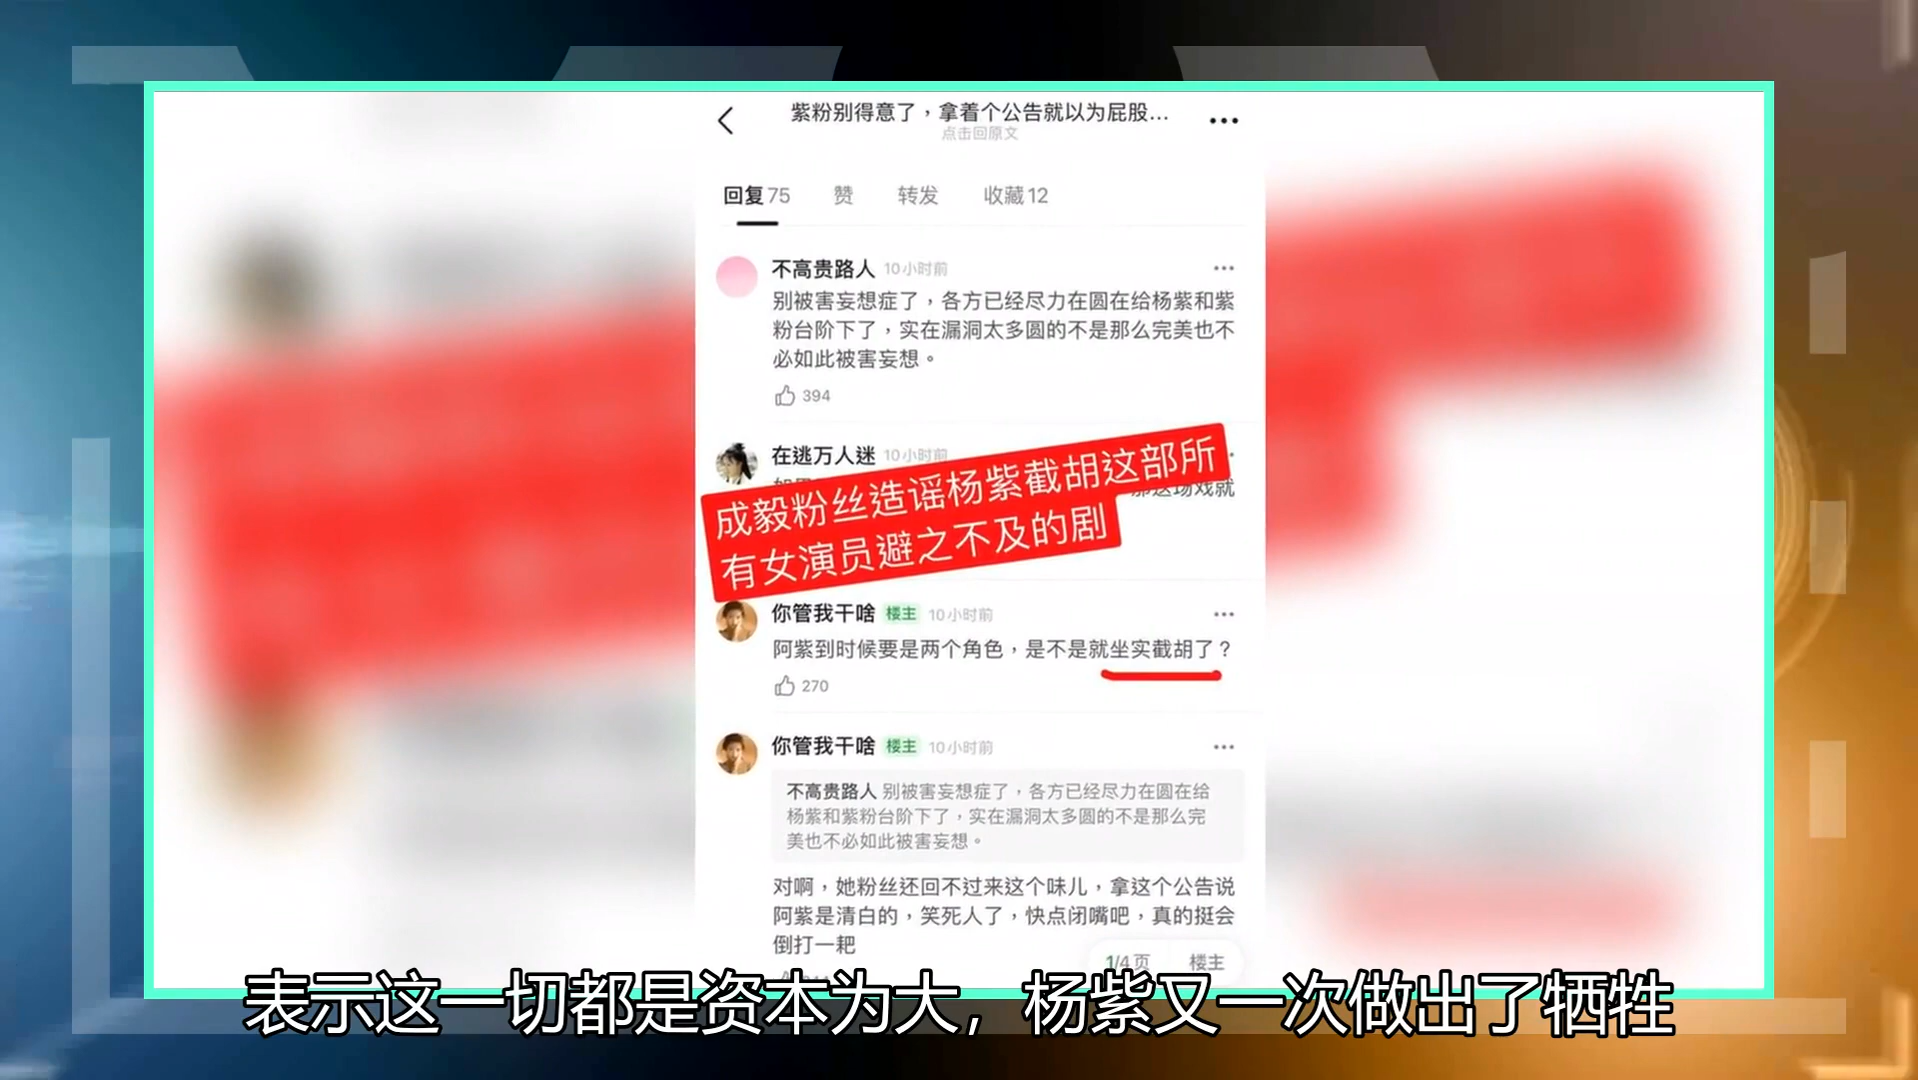 紫粉别得意了，拿着个公告就以为屁股...
点击回原文
回复 75 赞 转发 收藏 12
不高贵路人 10小时前
别被害妄想症了，各方已经尽力在圆在给杨紫和紫
粉台阶下了，实在漏洞太多圆的不是那么完美也不
必如此被害妄想。
394
在逃万人迷 10小时前
那这场戏就
成毅粉丝造谣杨紫截胡这部所
有女演员避之不及的剧
你管我干啥 楼主 10小时前
阿紫到时候要是两个角色，是不是就坐实截胡了？
270
你管我干啥 楼主 10小时前
不高贵路人 别被害妄想症了，各方已经尽力在圆在给
杨紫和紫粉台阶下了，实在漏洞太多圆的不是那么完
美也不必如此被害妄想。
对啊，她粉丝还回不过来这个味儿，拿这个公告说
阿紫是清白的，笑死人了，快点闭嘴吧，真的挺会
倒打一耙
1/4页 楼主
表示这一切都是资本为大，杨紫又一次做出了牺牲